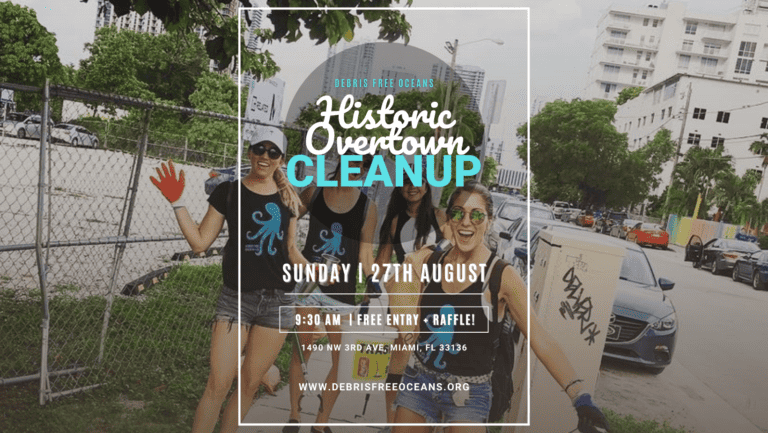 DEBRIS FREE OCEANS
Historic
Overtown
CLEANUP
SUNDAY | 27TH AUGUST
9:30 AM | FREE ENTRY + RAFFLE!
1490 NW 3RD AVE, MIAMI, FL 33136
WWW.DEBRISFREEOCEANS.ORG